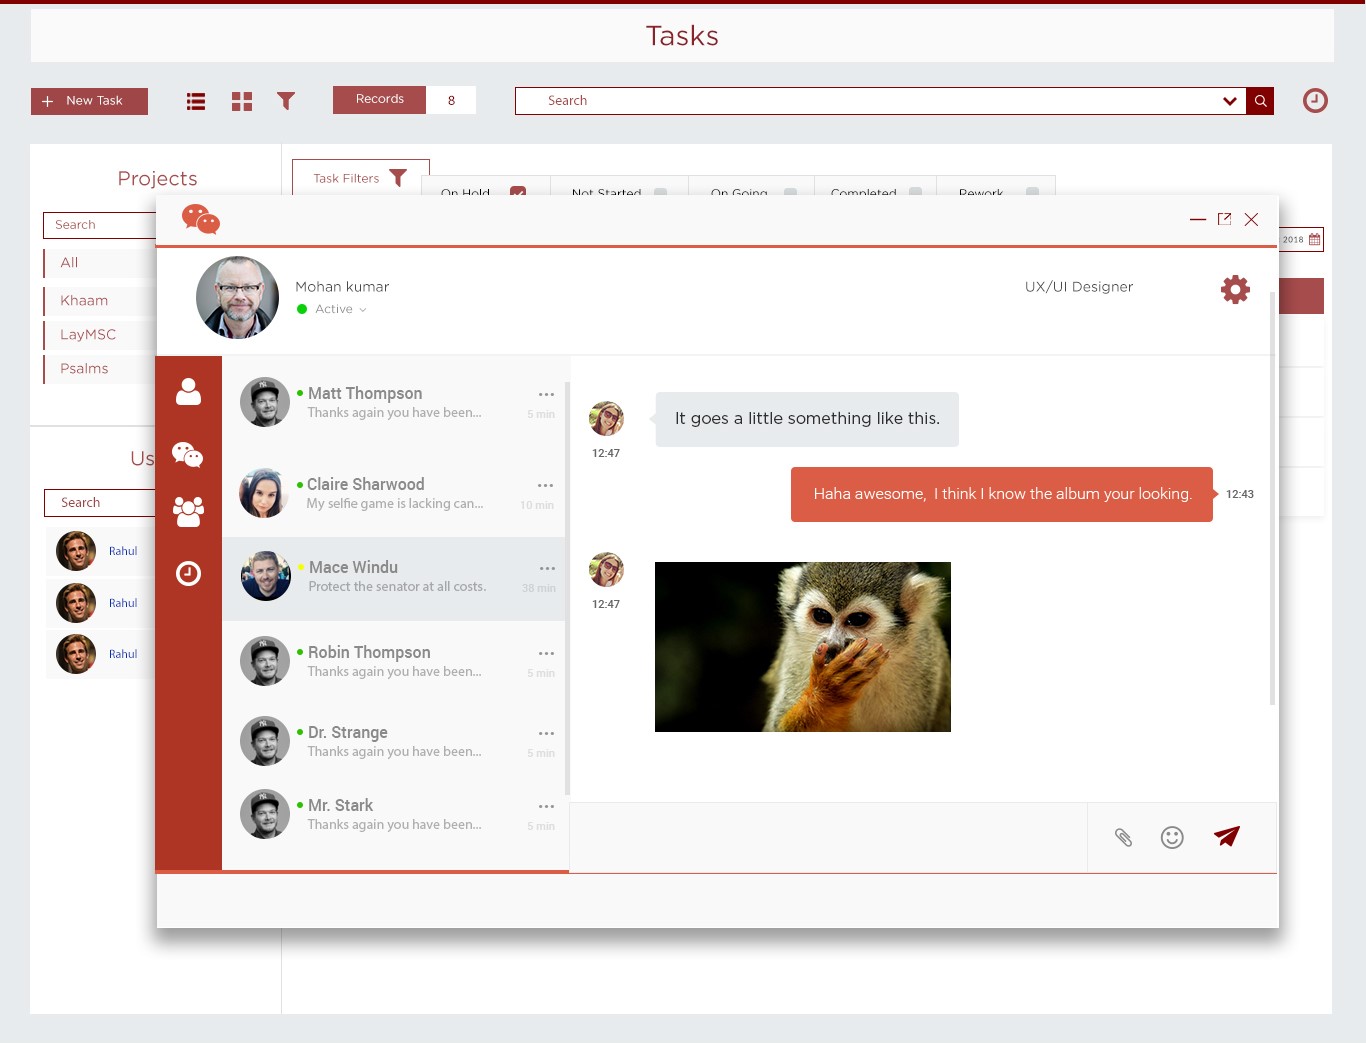 Tasks
New Task
Records 8
Search
Projects
Task Filters
On Hold Not Started On Going Completed Rework
Search
2018
All
Khaam
LayMSC
Psalms
Mohan kumar
Active
UX/UI Designer
Us
Search
Rahul
Rahul
Rahul
Matt Thompson
Thanks again you have been... 5 min
Claire Sharwood
My selfie game is lacking can... 10 min
Mace Windu
Protect the senator at all costs. 38 min
Robin Thompson
Thanks again you have been... 5 min
Dr. Strange
Thanks again you have been... 5 min
Mr. Stark
Thanks again you have been... 5 min
It goes a little something like this.
12:47
Haha awesome, I think I know the album your looking. 12:43
12:47